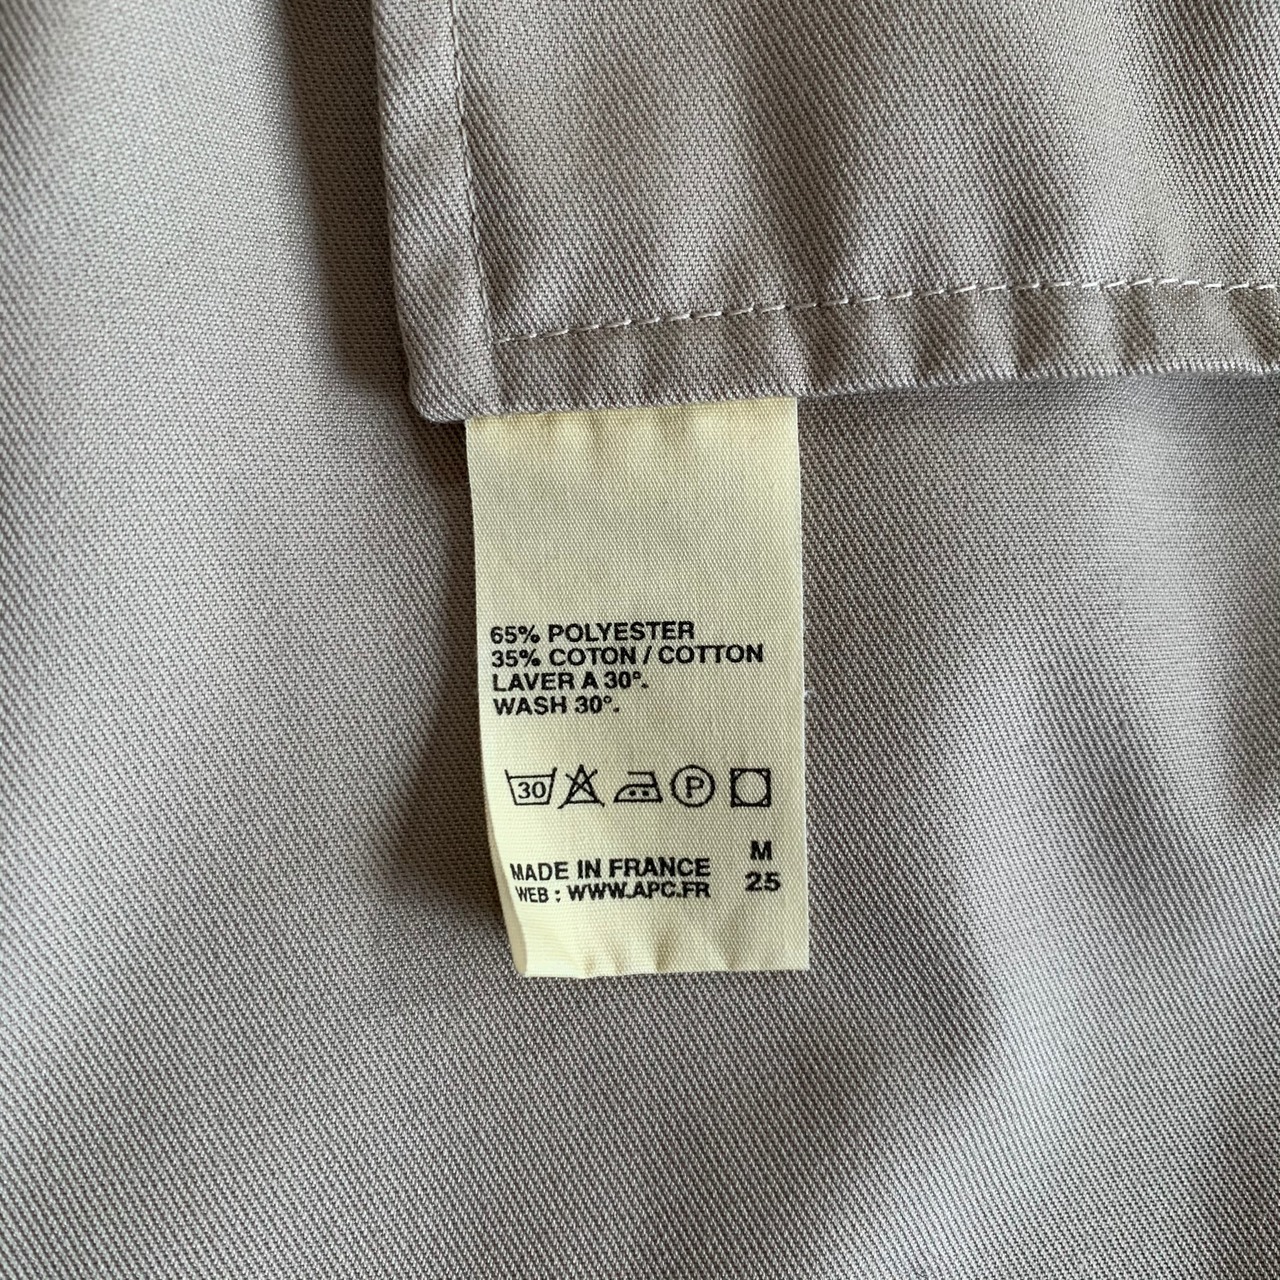 65% POLYESTER
35% COTON / COTTON
LAVER A 30°.
WASH 30°.
30 P
MADE IN FRANCE
WEB : WWW.APC.FR
M
25